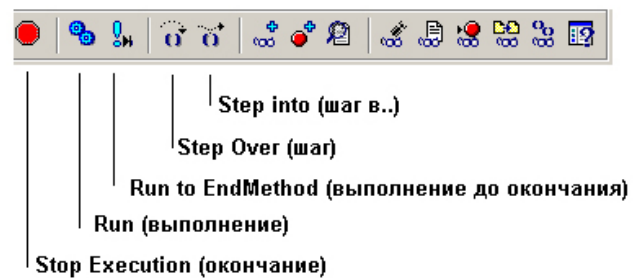 Step into (шаг в..)
Step Over (шаг)
Run to EndMethod (выполнение до окончания)
Run (выполнение)
Stop Execution (окончание)